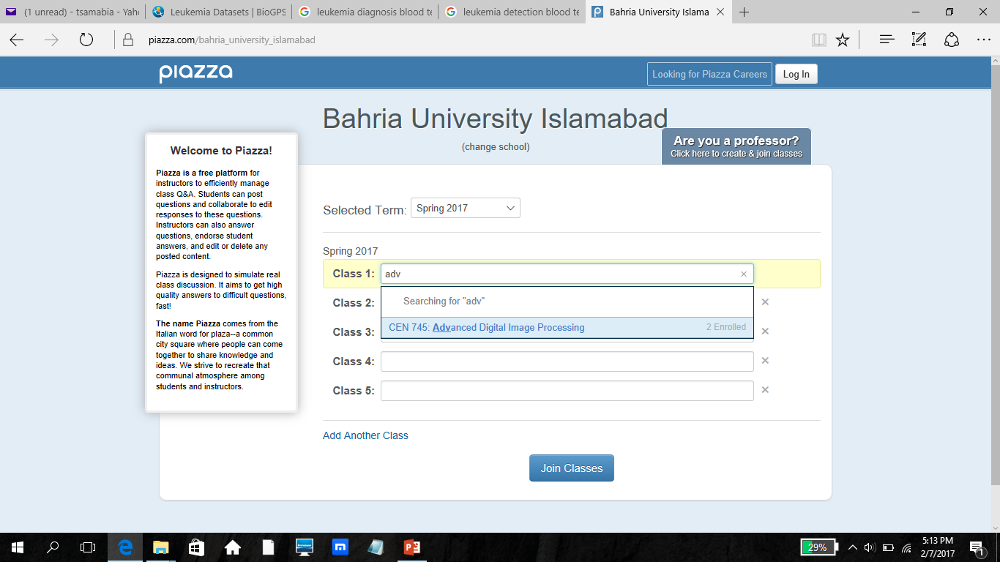 (1 unread) - tsamabia - Yah
Leukemia Datasets | BioGPS
leukemia diagnosis blood te
leukemia detection blood te
Bahria University Islama
piazza.com/bahria_university_islamabad
piazza
Looking for Piazza Careers
Log In
Bahria University Islamabad
(change school)
Are you a professor?
Click here to create & join classes
Welcome to Piazza!
Piazza is a free platform for
instructors to efficiently manage
class Q&A. Students can post
questions and collaborate to edit
responses to these questions.
Instructors can also answer
questions, endorse student
answers, and edit or delete any
posted content.
Piazza is designed to simulate real
class discussion. It aims to get high
quality answers to difficult questions,
fast!
The name Piazza comes from the
Italian word for plaza--a common
city square where people can come
together to share knowledge and
ideas. We strive to recreate that
communal atmosphere among
students and instructors.
Selected Term: Spring 2017
Spring 2017
Class 1: adv
Searching for "adv"
CEN 745: Advanced Digital Image Processing 2 Enrolled
Class 2:
Class 3:
Class 4:
Class 5:
Add Another Class
Join Classes
29%
5:13 PM
2/7/2017
1